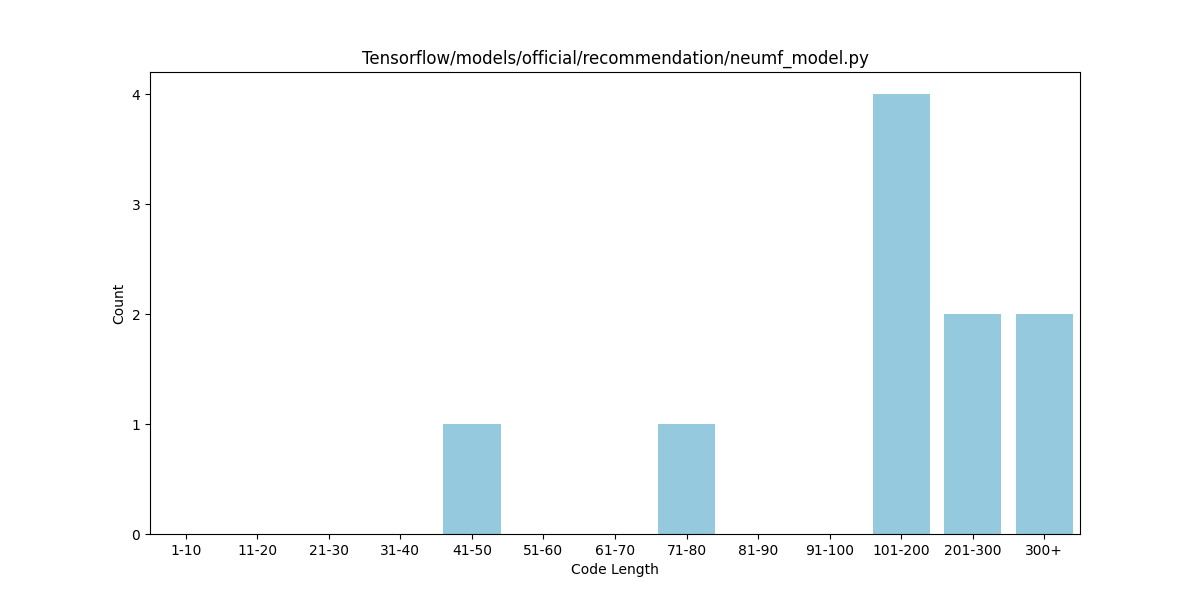 Tensorflow/models/official/recommendation/neumf_model.py
4
3
2
1
0
Count
1-10 11-20 21-30 31-40 41-50 51-60 61-70 71-80 81-90 91-100 101-200 201-300 300+
Code Length